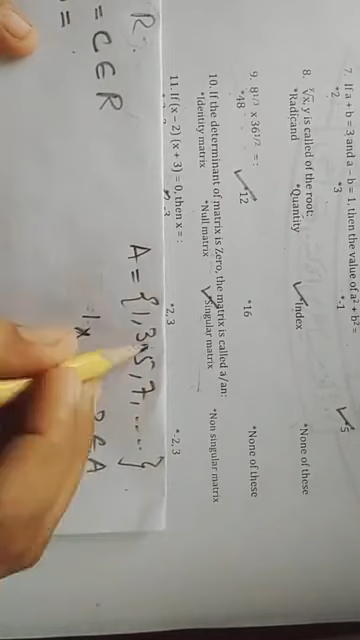 7. If a + b = 3 and a − b = 1, then the value of a² + b² =
*2 *3 *-1 ✓5
8. ʸ√x, y is called of the root:
*Radicand *Quantity ✓Index *None of these
9. 8^1/3 x 36^1/2 = :
*48 ✓12 *16 *None of these
10. If the determinant of matrix is Zero, the matrix is called a/an:
*Identity matrix *Null matrix ✓Singular matrix *Non singular matrix
11. If (x − 2) (x + 3) = 0, then x = :
*2, 3 *-2, 3
A = {1, 3, 5, 7, ....}
1 x
∈ A
R
= C ∈ R
=